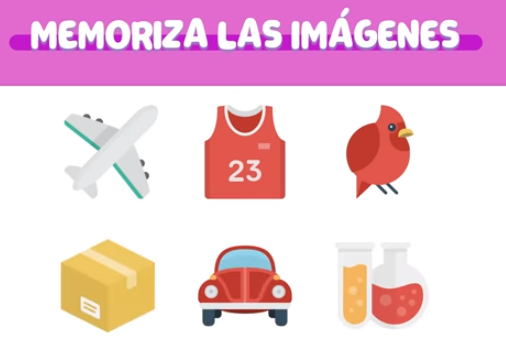 MEMORIZA LAS IMÁGENES
23